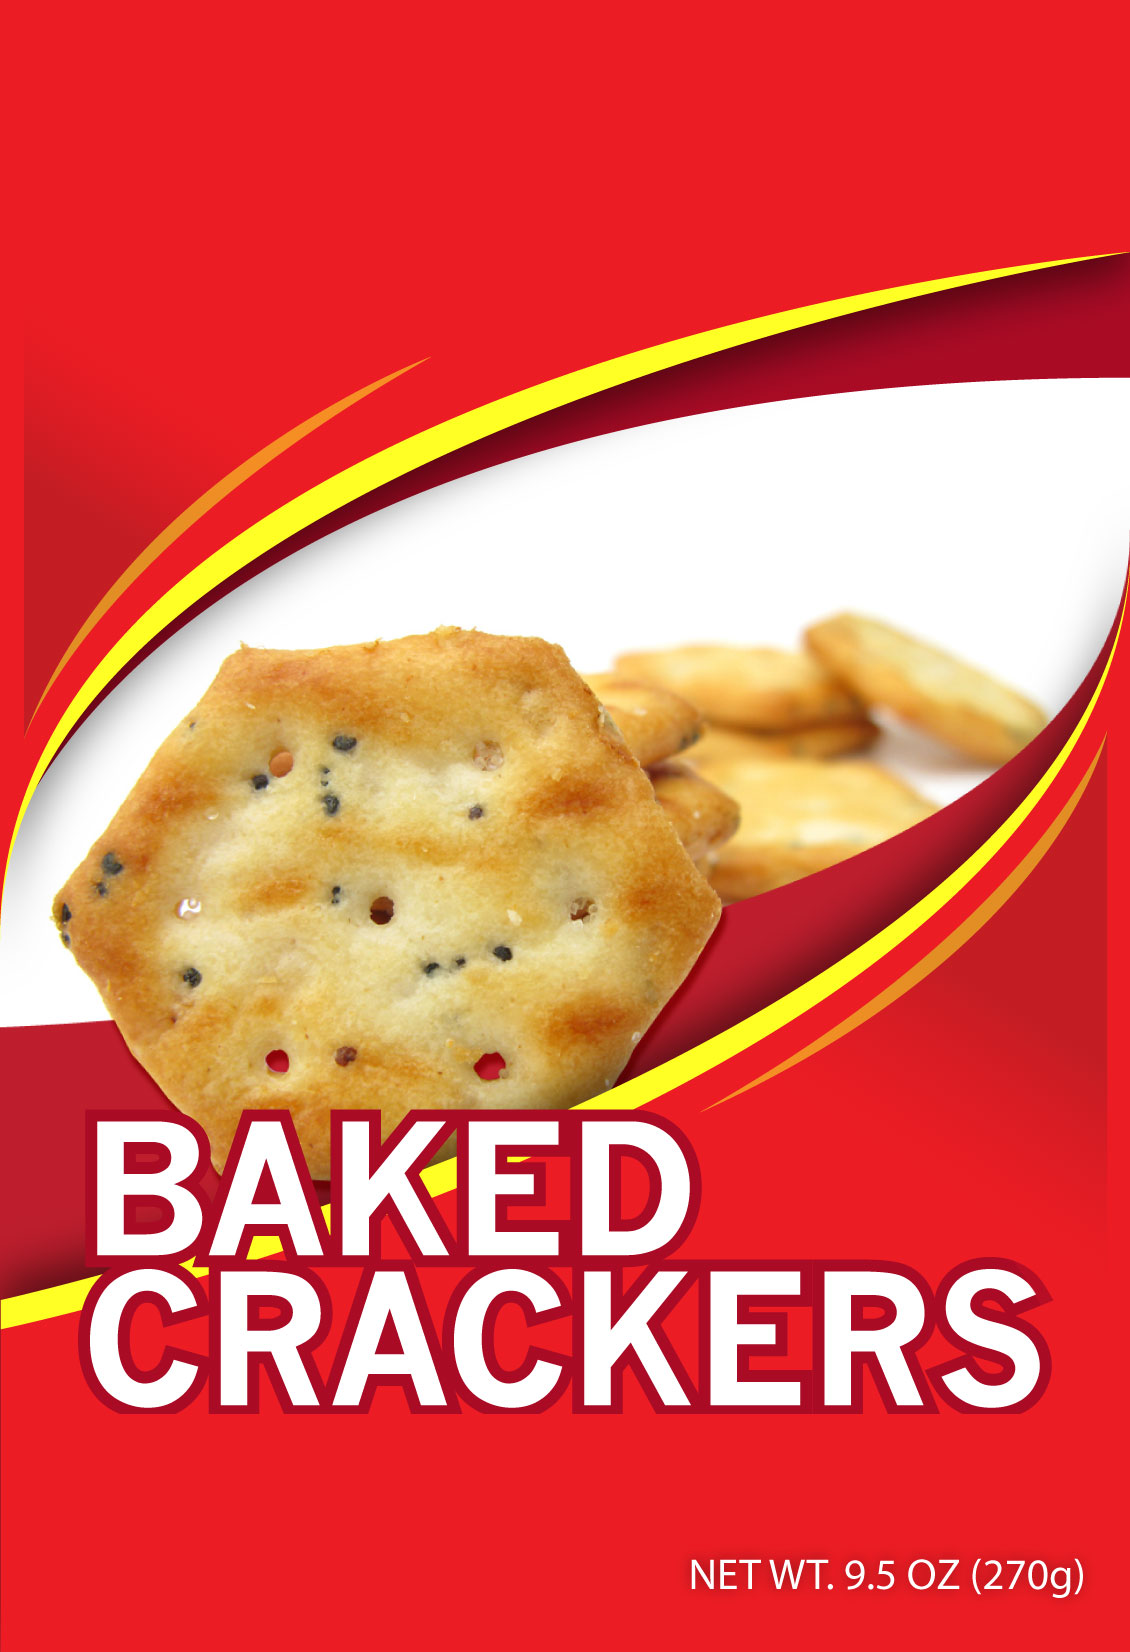 BAKED
CRACKERS
NET WT. 9.5 OZ (270g)